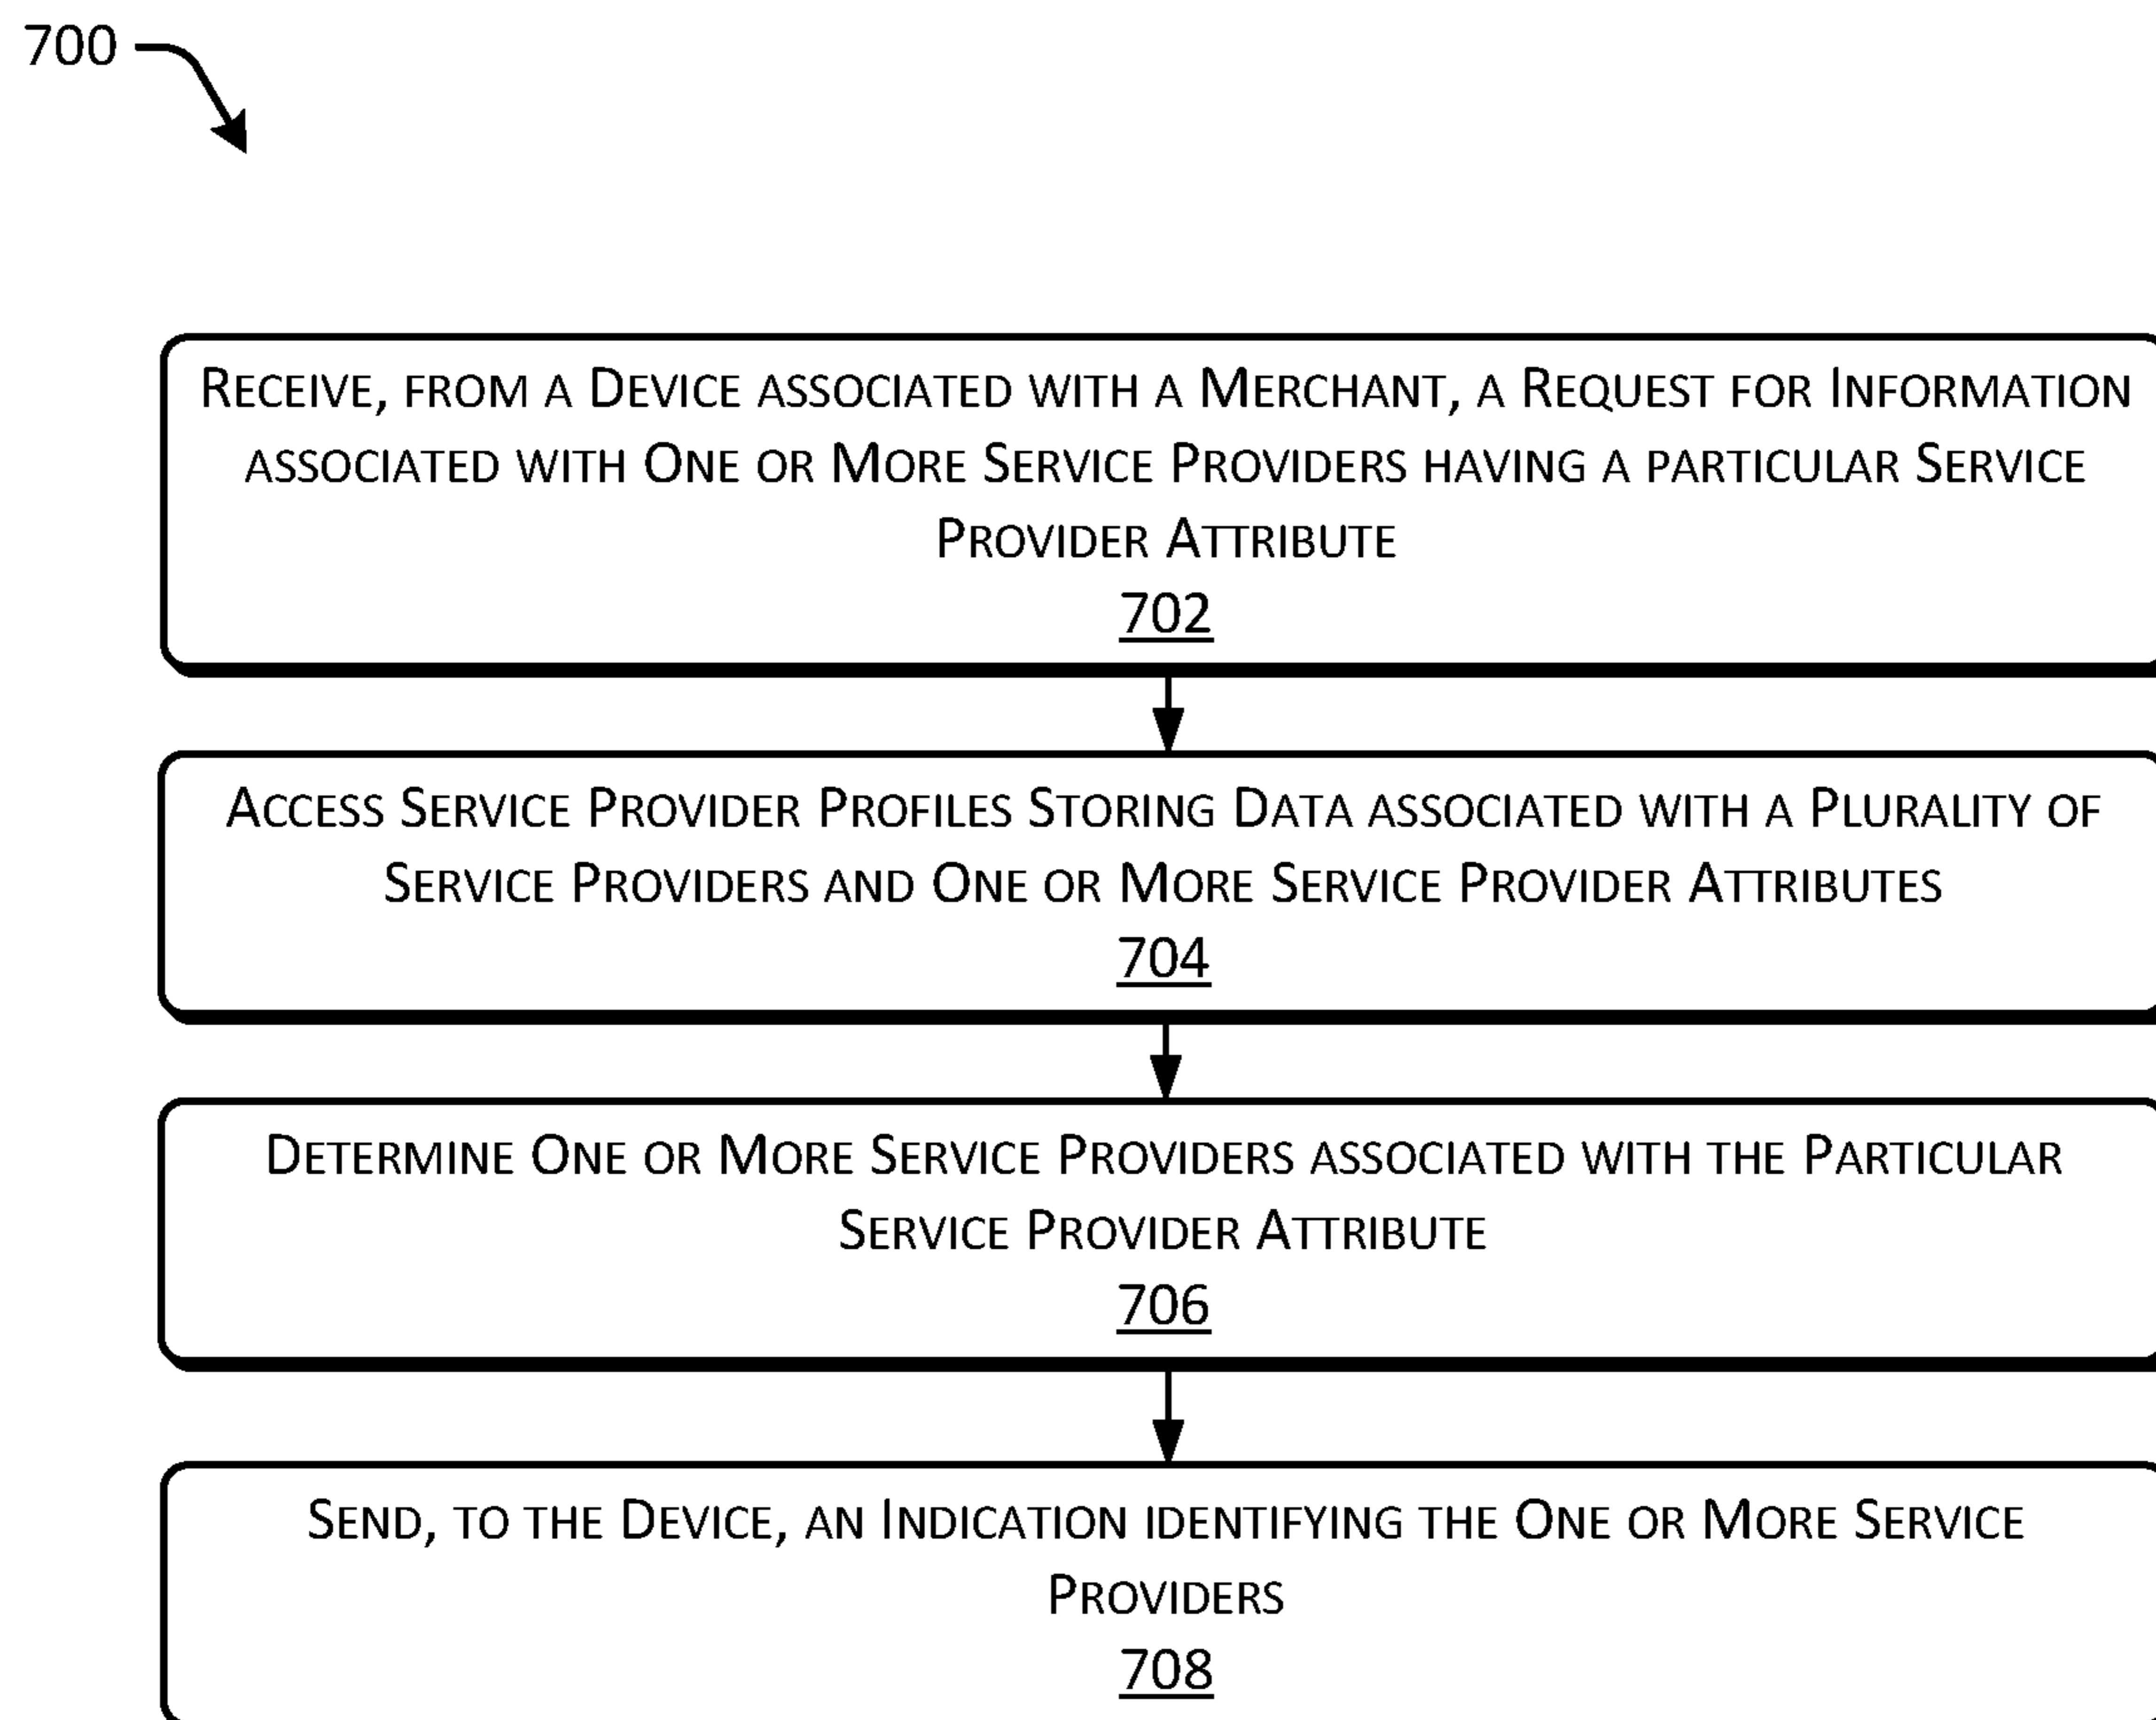 700
RECEIVE, FROM A DEVICE ASSOCIATED WITH A MERCHANT, A REQUEST FOR INFORMATION
ASSOCIATED WITH ONE OR MORE SERVICE PROVIDERS HAVING A PARTICULAR SERVICE
PROVIDER ATTRIBUTE
702
ACCESS SERVICE PROVIDER PROFILES STORING DATA ASSOCIATED WITH A PLURALITY OF
SERVICE PROVIDERS AND ONE OR MORE SERVICE PROVIDER ATTRIBUTES
704
DETERMINE ONE OR MORE SERVICE PROVIDERS ASSOCIATED WITH THE PARTICULAR
SERVICE PROVIDER ATTRIBUTE
706
SEND, TO THE DEVICE, AN INDICATION IDENTIFYING THE ONE OR MORE SERVICE
PROVIDERS
708